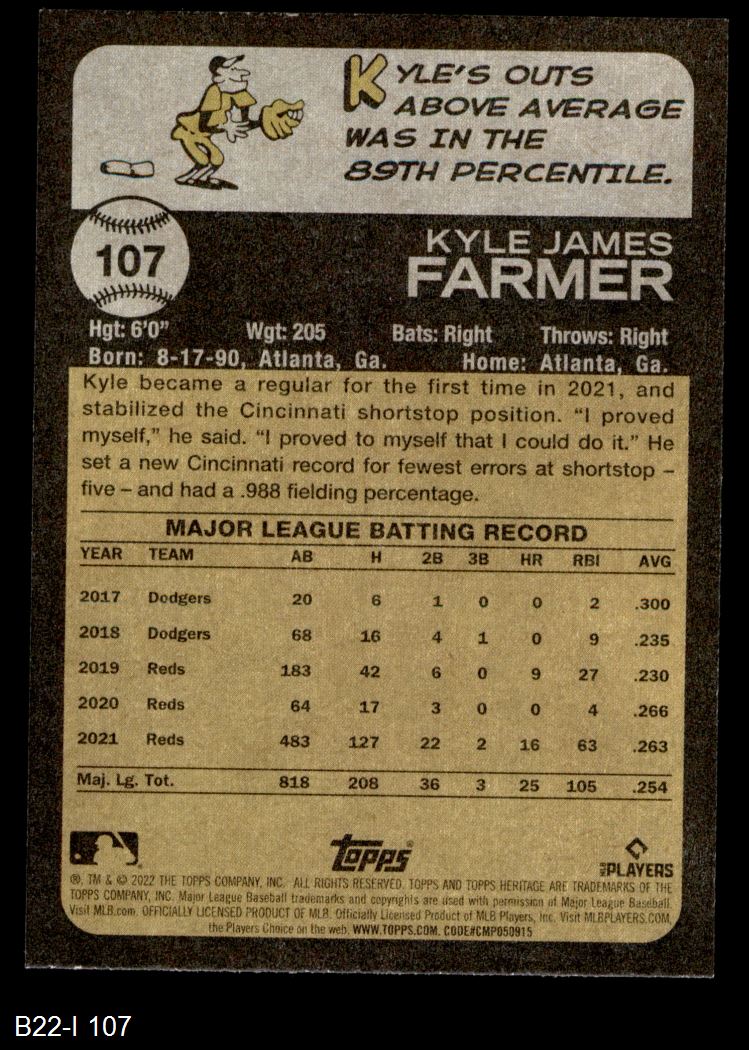 KYLE'S OUTS
ABOVE AVERAGE
WAS IN THE
89TH PERCENTILE.
107
KYLE JAMES
FARMER
Hgt: 6'0" Wgt: 205 Bats: Right Throws: Right
Born: 8-17-90, Atlanta, Ga. Home: Atlanta, Ga.
Kyle became a regular for the first time in 2021, and
stabilized the Cincinnati shortstop position. “I proved
myself,” he said. “I proved to myself that I could do it.” He
set a new Cincinnati record for fewest errors at shortstop –
five – and had a .988 fielding percentage.
MAJOR LEAGUE BATTING RECORD
YEAR TEAM AB H 2B 3B HR RBI AVG
2017 Dodgers 20 6 1 0 0 2 .300
2018 Dodgers 68 16 4 1 0 9 .235
2019 Reds 183 42 6 0 9 27 .230
2020 Reds 64 17 3 0 0 4 .266
2021 Reds 483 127 22 2 16 63 .263
Maj. Lg. Tot. 818 208 36 3 25 105 .254
Topps
PLAYERS
®, TM & © 2022 THE TOPPS COMPANY, INC. ALL RIGHTS RESERVED. TOPPS AND TOPPS HERITAGE ARE TRADEMARKS OF THE
TOPPS COMPANY, INC. Major League Baseball trademarks and copyrights are used with permission of Major League Baseball.
Visit MLB.com. OFFICIALLY LICENSED PRODUCT OF MLB. Officially Licensed Product of MLB Players, Inc. Visit MLBPLAYERS.COM,
the Players Choice on the web. WWW.TOPPS.COM. CODE#CMP050915
B22-I 107